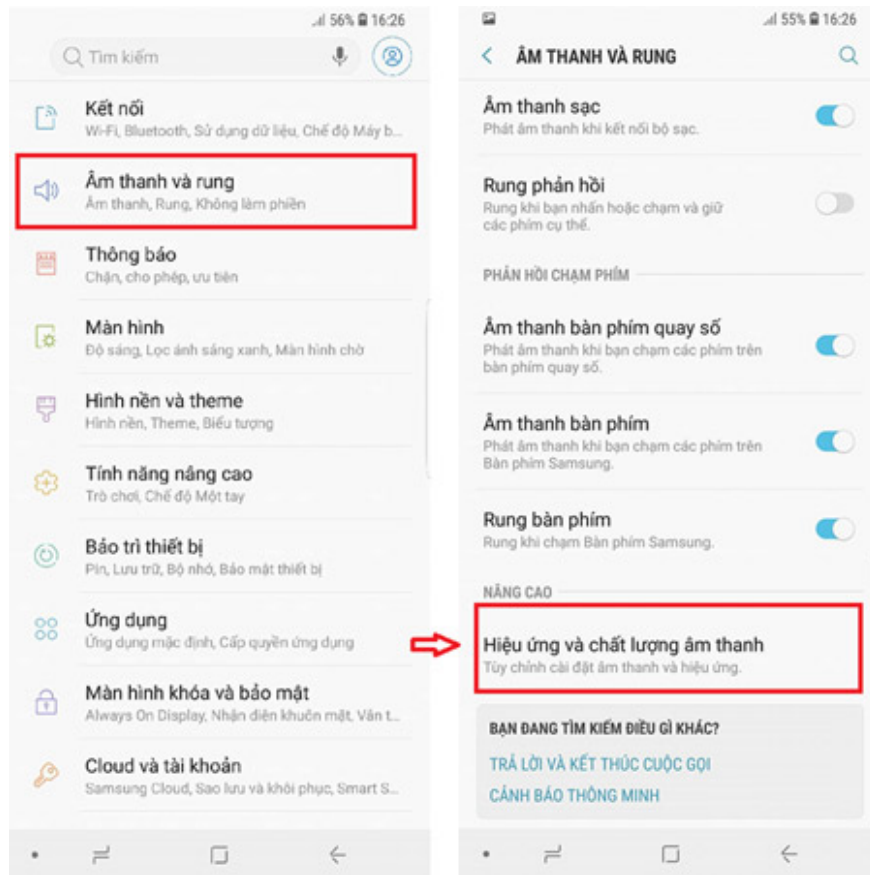 56% 16:26
Tìm kiếm
Kết nối
Wi-Fi, Bluetooth, Sử dụng dữ liệu, Chế độ Máy b...
Âm thanh và rung
Âm thanh, Rung, Không làm phiền
Thông báo
Chặn, cho phép, ưu tiên
Màn hình
Độ sáng, Lọc ánh sáng xanh, Màn hình chờ
Hình nền và theme
Hình nền, Theme, Biểu tượng
Tính năng nâng cao
Trò chơi, Chế độ Một tay
Bảo trì thiết bị
Pin, Lưu trữ, Bộ nhớ, Bảo mật thiết bị
Ứng dụng
Ứng dụng mặc định, Cấp quyền ứng dụng
Màn hình khóa và bảo mật
Always On Display, Nhận diện khuôn mặt, Vân t...
Cloud và tài khoản
Samsung Cloud, Sao lưu và khôi phục, Smart S...
55% 16:26
ÂM THANH VÀ RUNG
Âm thanh sạc
Phát âm thanh khi kết nối bộ sạc.
Rung phản hồi
Rung khi bạn nhấn hoặc chạm và giữ
các phím cụ thể.
PHẢN HỒI CHẠM PHÍM
Âm thanh bàn phím quay số
Phát âm thanh khi bạn chạm các phím trên
bàn phím quay số.
Âm thanh bàn phím
Phát âm thanh khi bạn chạm các phím trên
Bàn phím Samsung.
Rung bàn phím
Rung khi chạm Bàn phím Samsung.
NÂNG CAO
Hiệu ứng và chất lượng âm thanh
Tùy chỉnh cài đặt âm thanh và hiệu ứng.
BẠN ĐANG TÌM KIẾM ĐIỀU GÌ KHÁC?
TRẢ LỜI VÀ KẾT THÚC CUỘC GỌI
CẢNH BÁO THÔNG MINH